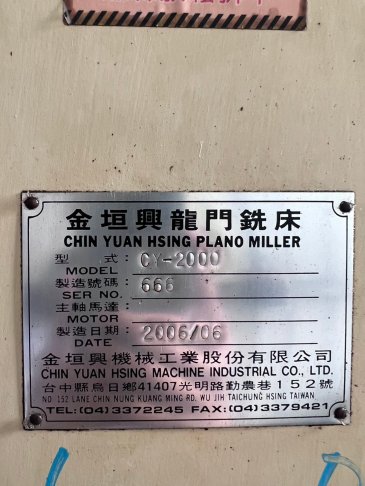 金垣興龍門銑床
CHIN YUAN HSING PLANO MILLER
型 式：CY-2000
MODEL
製造號碼：666
SER NO.
主軸馬達：
MOTOR
製造日期：2006/06
DATE
金垣興機械工業股份有限公司
CHIN YUAN HSING MACHINE INDUSTRIAL CO., LTD.
台中縣烏日鄉41407光明路勤農巷152號
NO 152 LANE CHIN NUNG KUANG MING RD. WU JIH TAICHUNG HSING TAIWAN
TEL:(04)3372245 FAX:(04)3379421